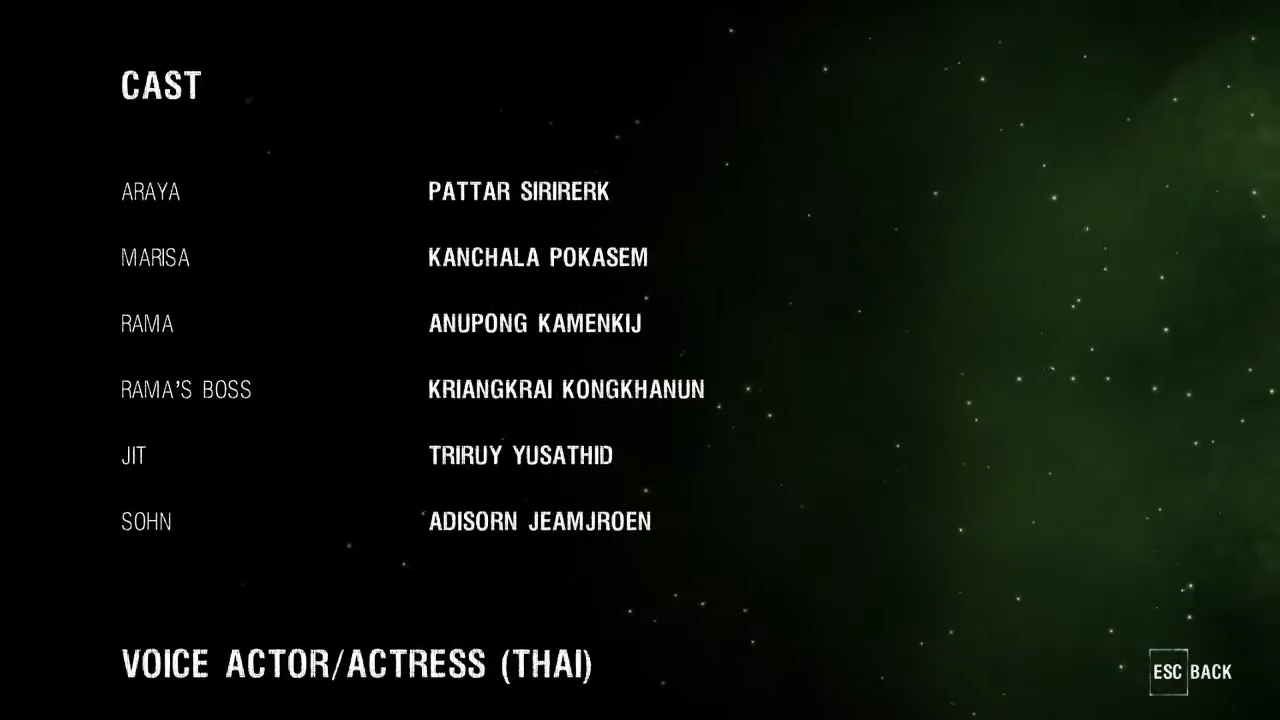 CAST
ARAYA PATTAR SIRIRERK
MARISA KANCHALA POKASEM
RAMA ANUPONG KAMENKIJ
RAMA'S BOSS KRIANGKRAI KONGKHANUN
JIT TRIRUY YUSATHID
SOHN ADISORN JEAMJROEN
VOICE ACTOR/ACTRESS (THAI)
ESC BACK